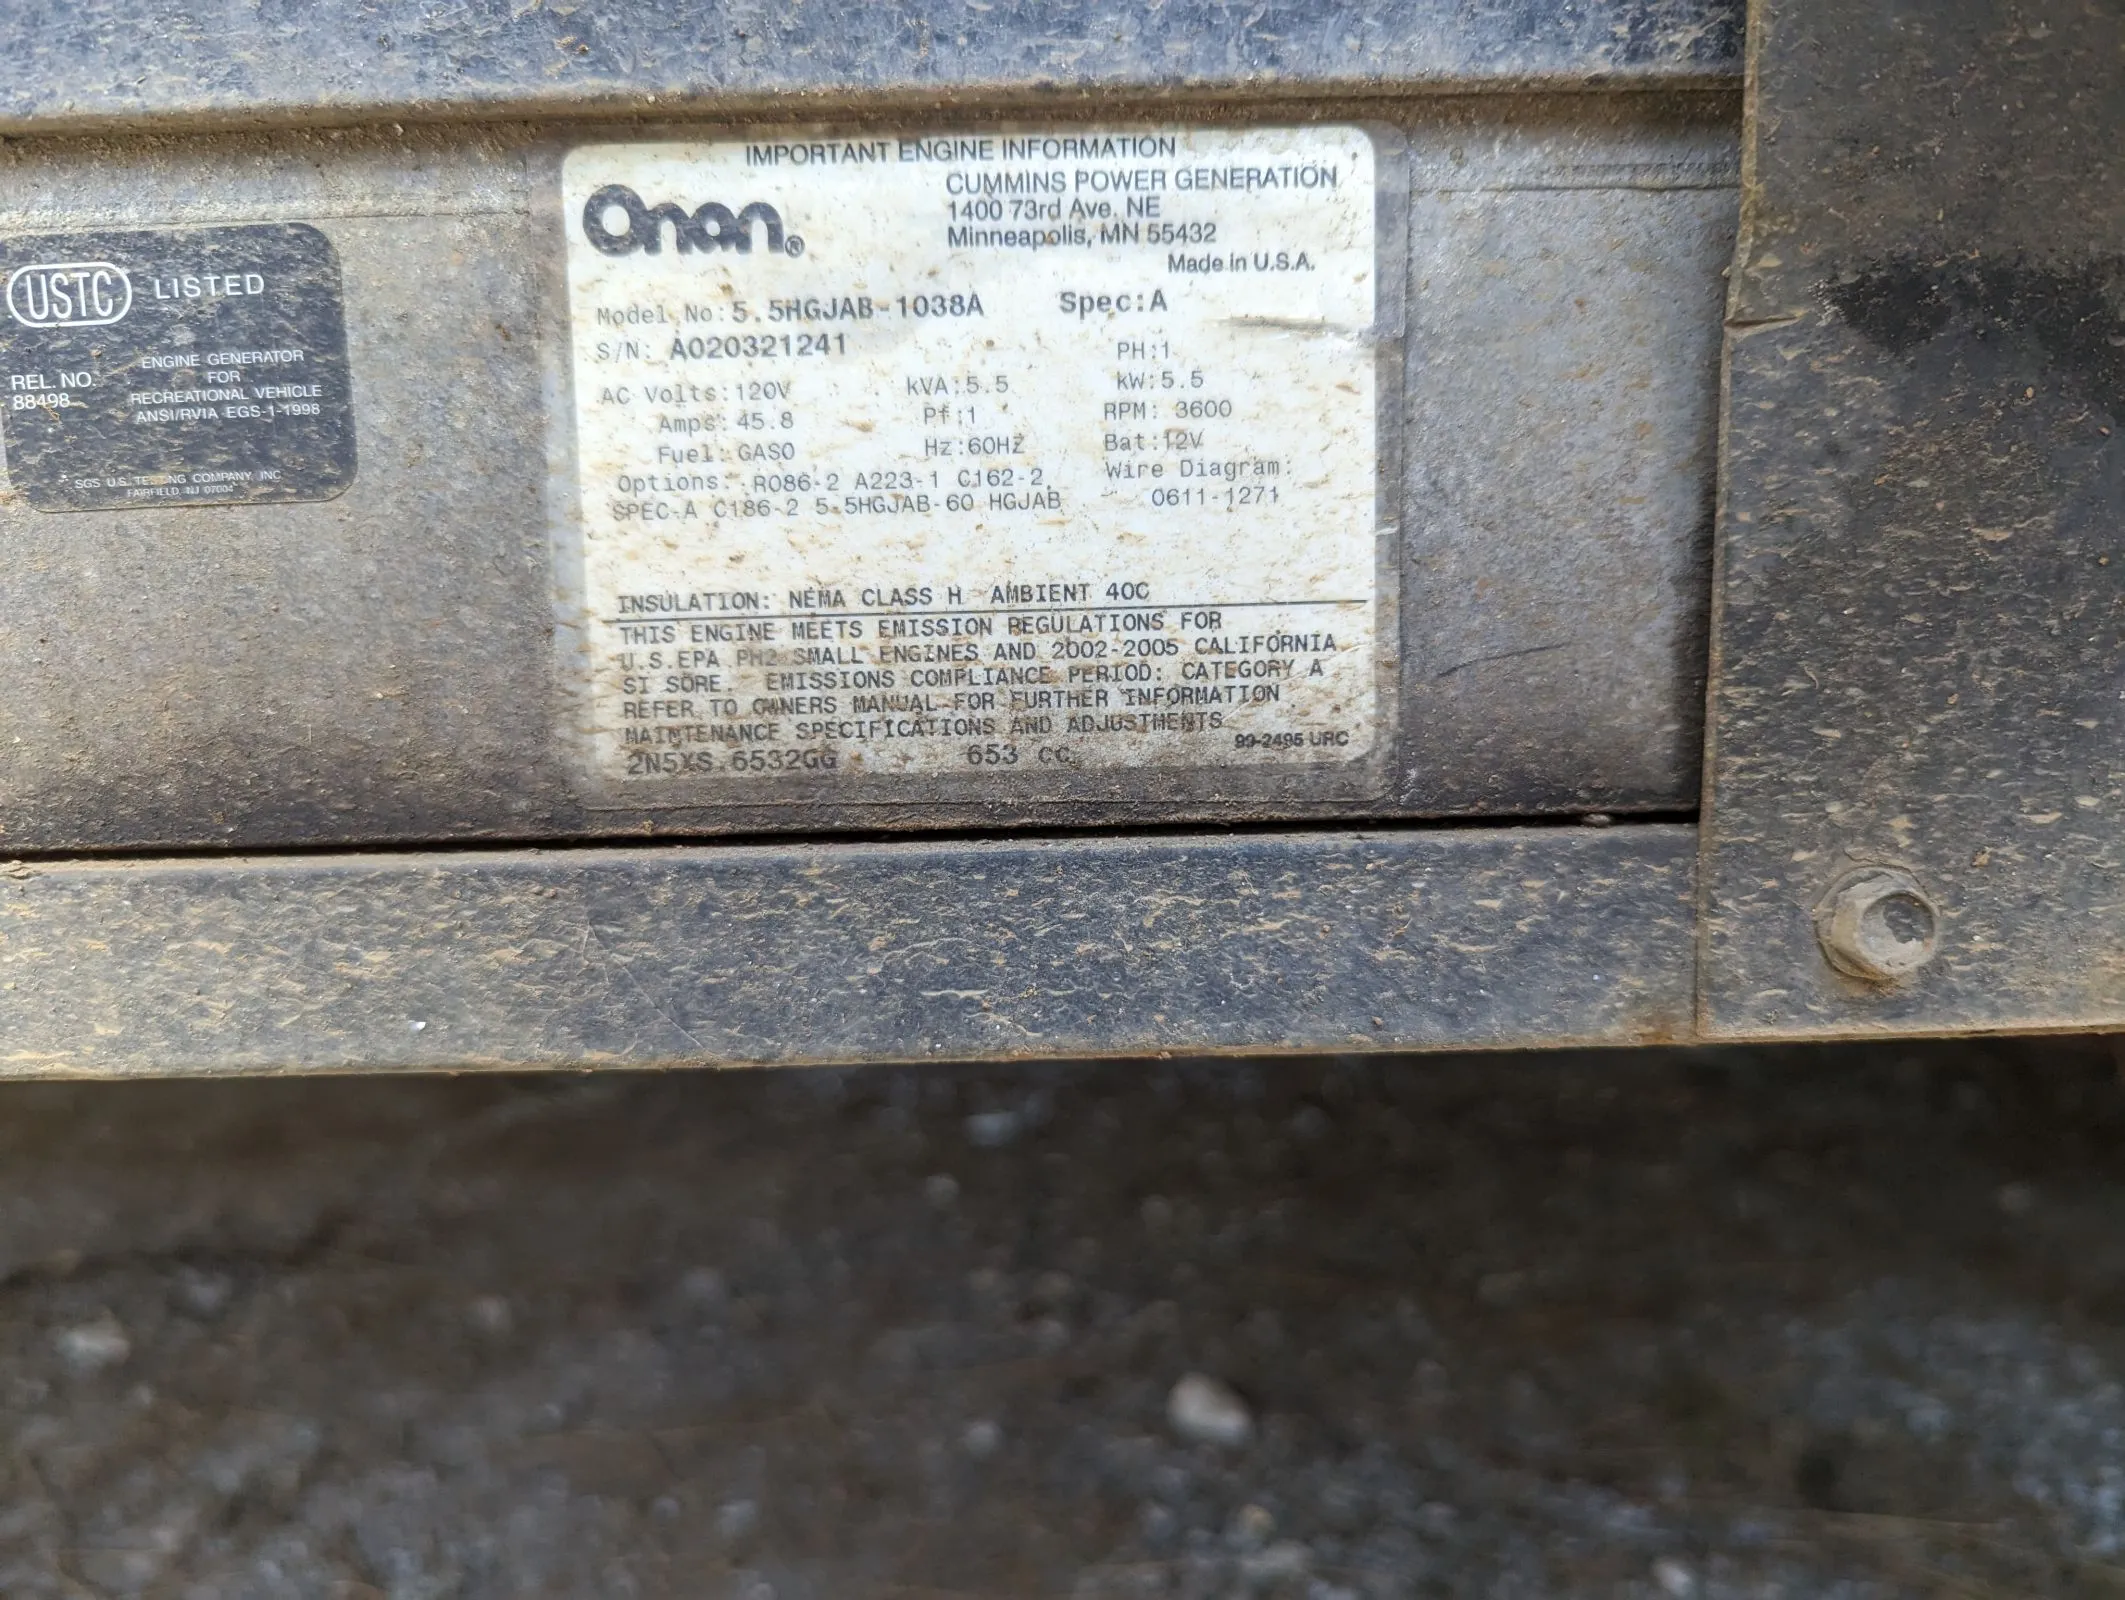 USTC LISTED
REL. NO.
88498
ENGINE GENERATOR
FOR
RECREATIONAL VEHICLE
ANSI/RVIA EGS-1-1998
SGS U.S. TESTING COMPANY, INC
FAIRFIELD, NJ 07004
IMPORTANT ENGINE INFORMATION
Onan®
CUMMINS POWER GENERATION
1400 73rd Ave. NE
Minneapolis, MN 55432
Made in U.S.A.
Model No: 5.5HGJAB-1038A Spec: A
S/N: A020321241 PH:1
AC Volts: 120V kVA:5.5 kW:5.5
Amps: 45.8 Pf:1 RPM: 3600
Fuel: GASO Hz:60HZ Bat:12V
Options: R086-2 A223-1 C162-2 Wire Diagram:
SPEC-A C186-2 5.5HGJAB-60 HGJAB 0611-1271
INSULATION: NEMA CLASS H AMBIENT 40C
THIS ENGINE MEETS EMISSION REGULATIONS FOR
U.S.EPA PH2 SMALL ENGINES AND 2002-2005 CALIFORNIA
SI SORE. EMISSIONS COMPLIANCE PERIOD: CATEGORY A
REFER TO OWNERS MANUAL FOR FURTHER INFORMATION
MAINTENANCE SPECIFICATIONS AND ADJUSTMENTS
2N5XS.6532GG 653 CC 99-2495 URC